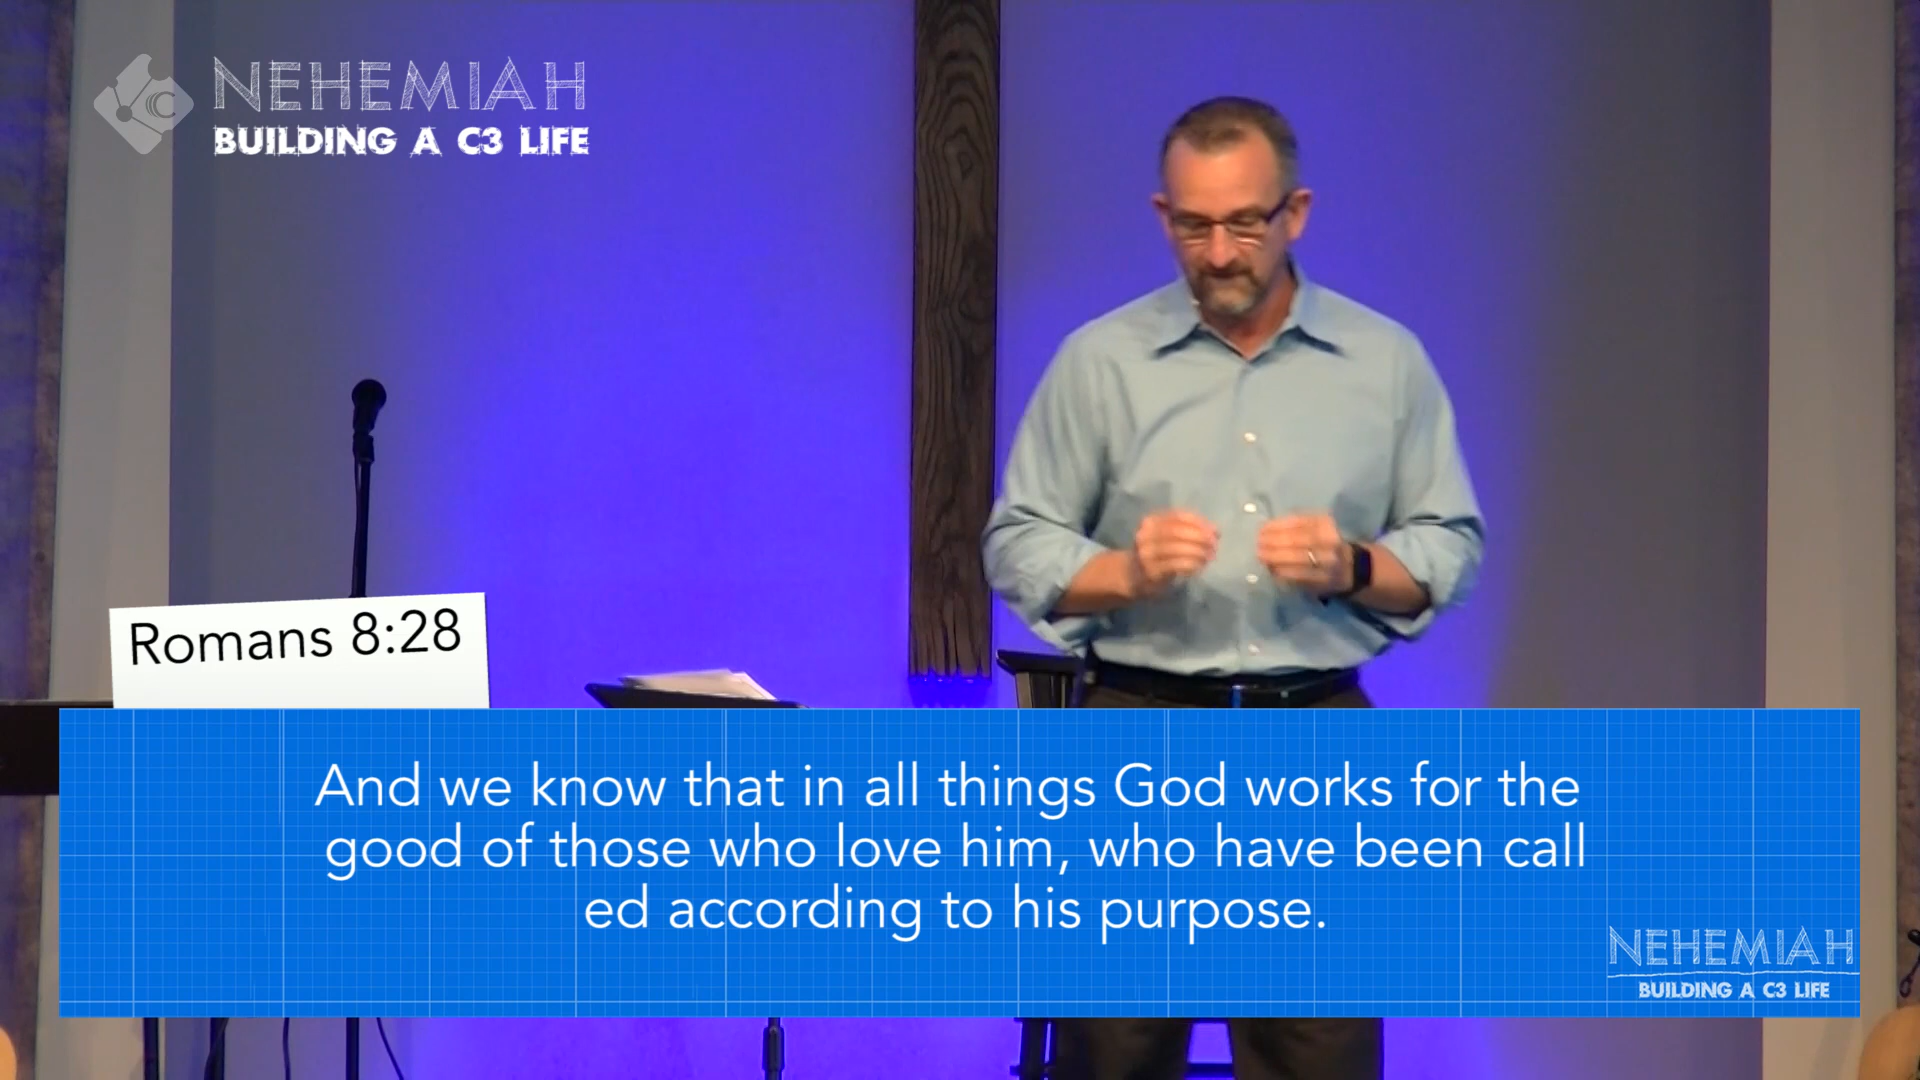 NEHEMIAH
BUILDING A C3 LIFE
Romans 8:28
And we know that in all things God works for the
good of those who love him, who have been call
ed according to his purpose.
NEHEMIAH
BUILDING A C3 LIFE